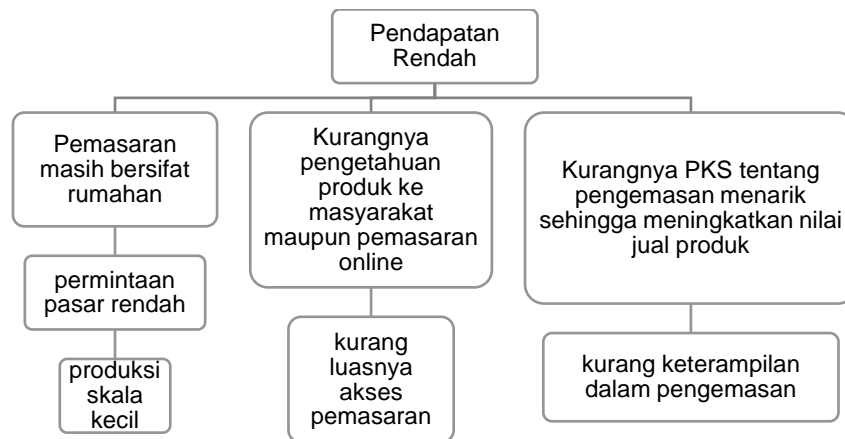 Pendapatan
Rendah
Pemasaran
masih bersifat
rumahan
Kurangnya
pengetahuan
produk ke
masyarakat
maupun pemasaran
online
Kurangnya PKS tentang
pengemasan menarik
sehingga meningkatkan nilai
jual produk
permintaan
pasar rendah
kurang
luasnya
akses
pemasaran
kurang keterampilan
dalam pengemasan
produksi
skala
kecil